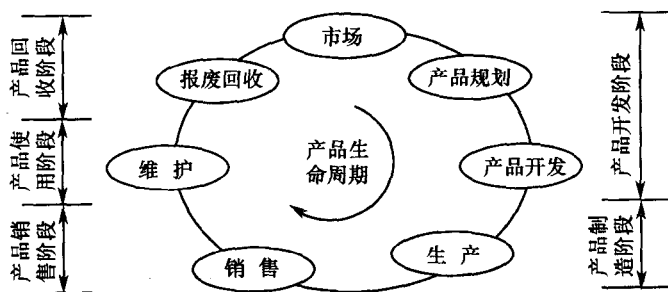 市场
报废回收
产品规划
维护
产品生
命周期
产品开发
销售
生产
产品回
收阶段
产品使
用阶段
产品销
售阶段
产品开发阶段
产品制
造阶段